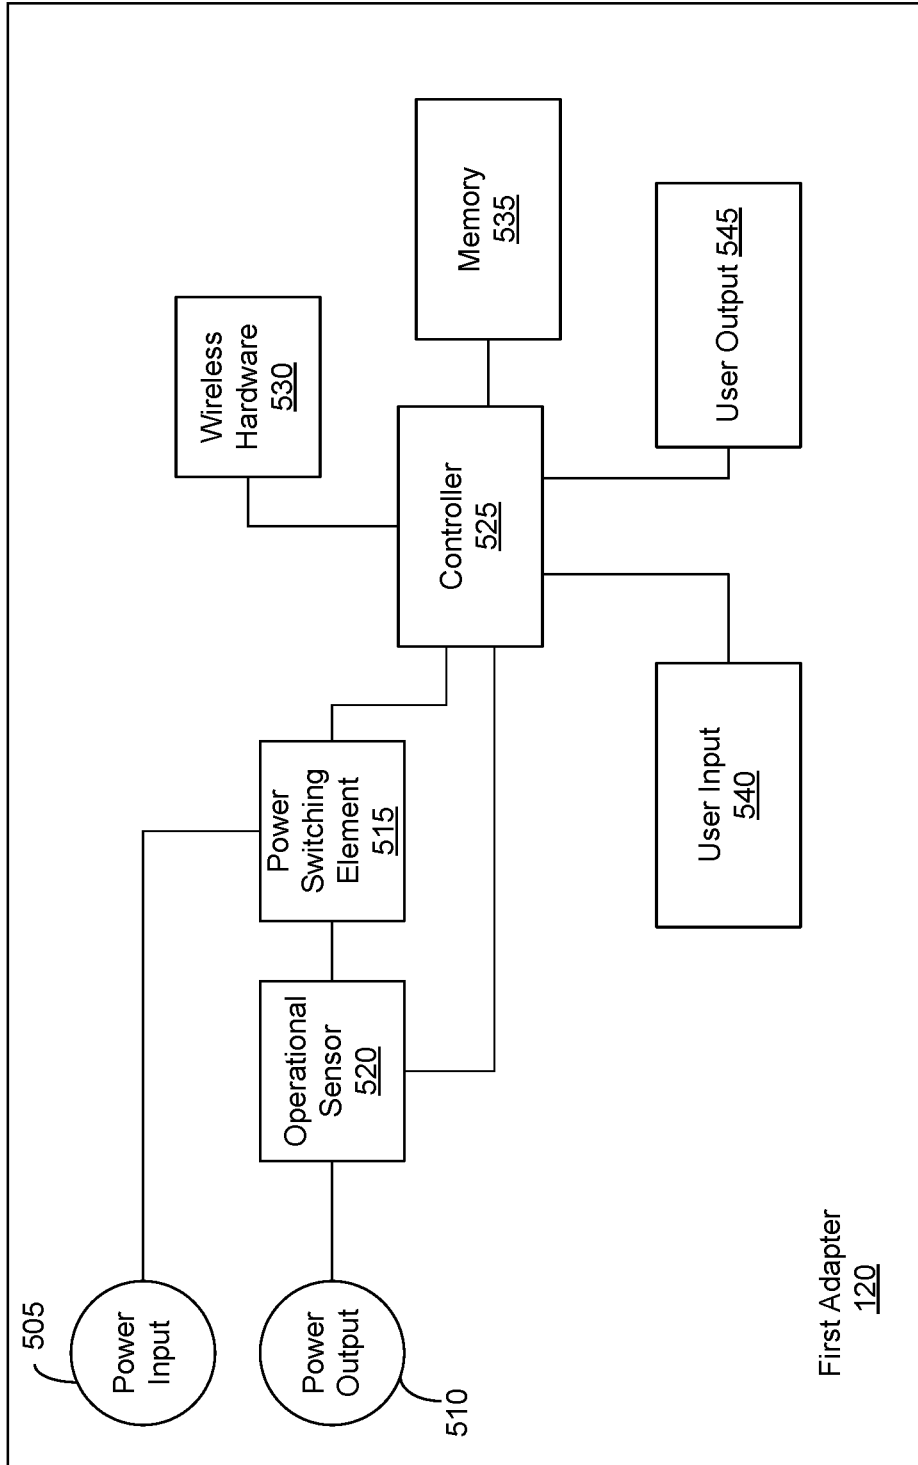 505
Power
Input
Power
Output
510
Operational
Sensor
520
Power
Switching
Element
515
Wireless
Hardware
530
Controller
525
Memory
535
User Input
540
User Output 545
First Adapter
120